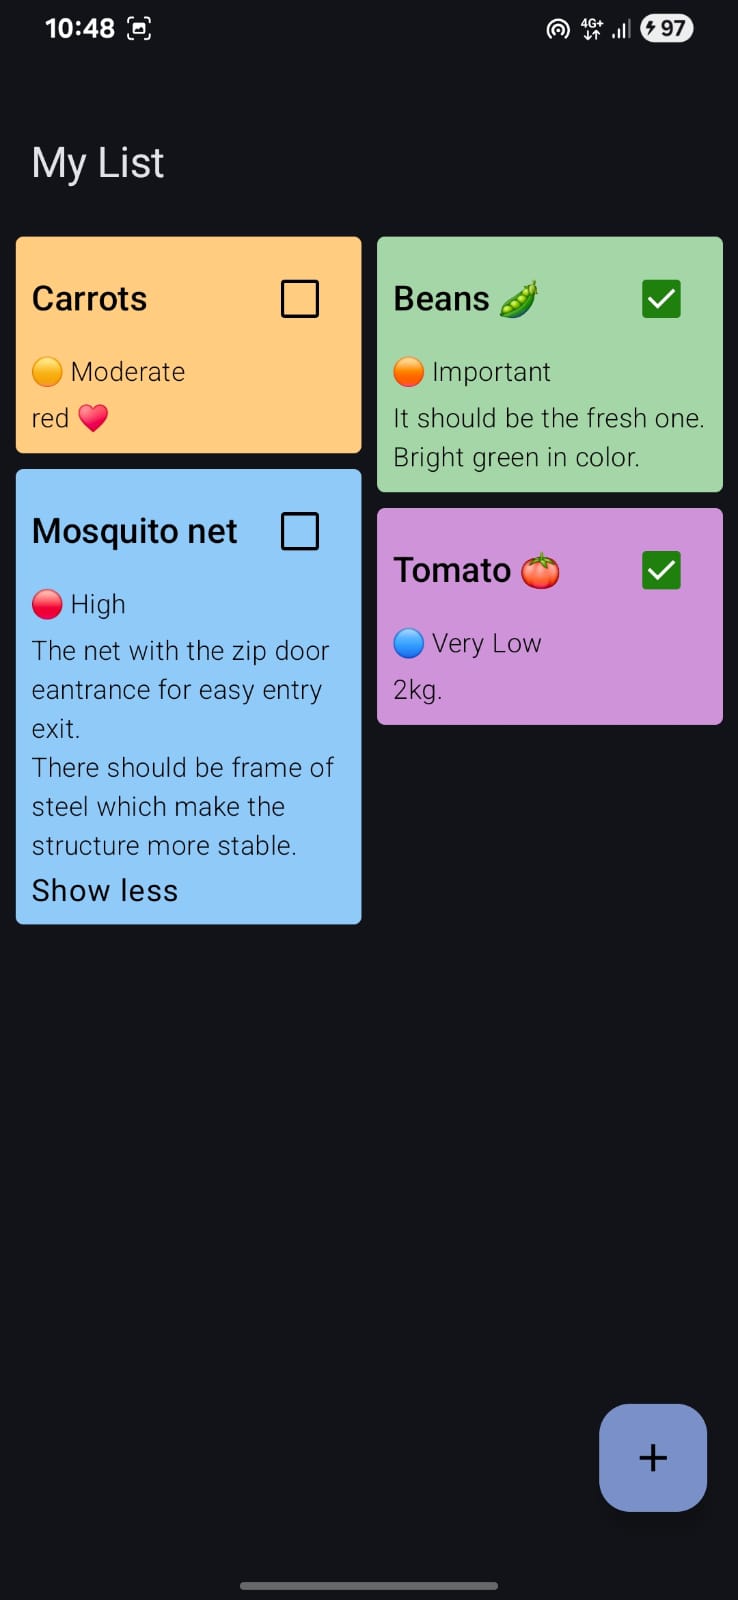 10:48
4G+
97
My List
Carrots
🟡 Moderate
red ❤️
Beans 🫛
🟠 Important
It should be the fresh one.
Bright green in color.
Mosquito net
🔴 High
The net with the zip door
eantrance for easy entry
exit.
There should be frame of
steel which make the
structure more stable.
Show less
Tomato 🍅
🔵 Very Low
2kg.
+